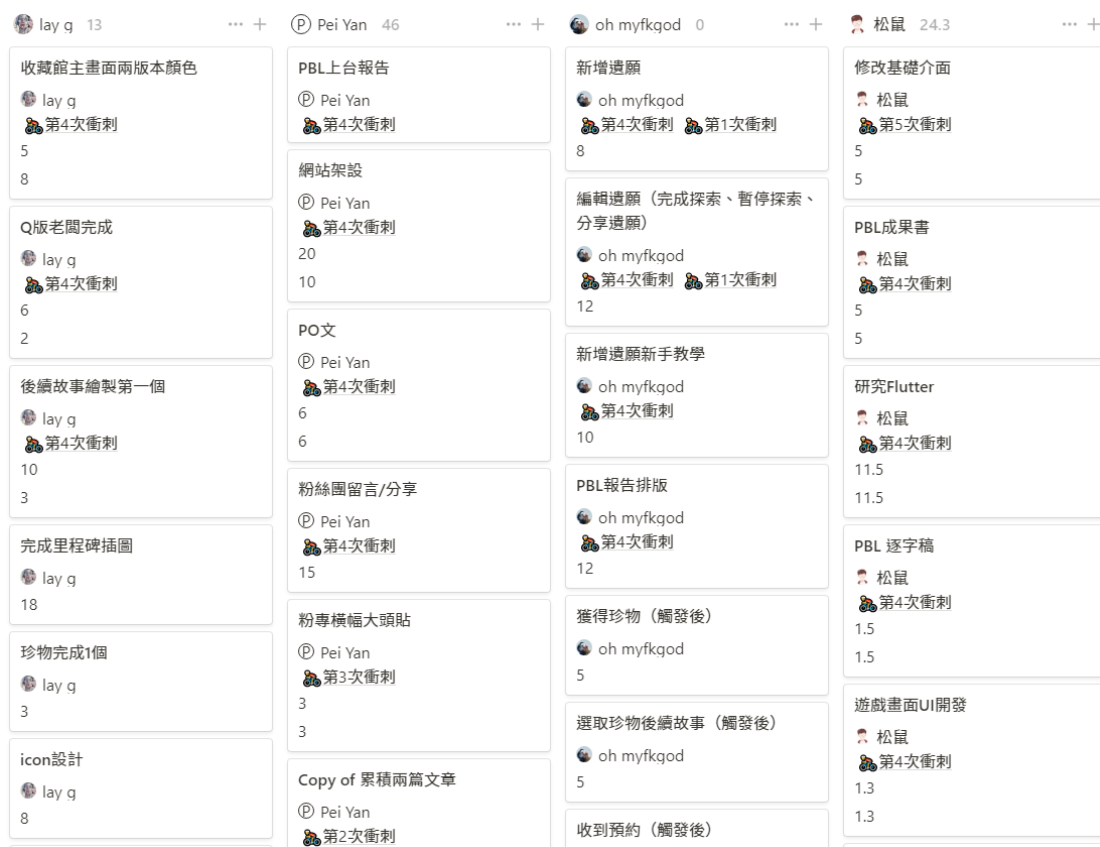 lay g 13
收藏館主畫面兩版本顏色
lay g
第4次衝刺
5
8
Q版老闆完成
lay g
第4次衝刺
6
2
後續故事繪製第一個
lay g
第4次衝刺
10
3
完成里程碑插圖
lay g
18
珍物完成1個
lay g
3
icon設計
lay g
8
Pei Yan 46
PBL上台報告
Pei Yan
第4次衝刺
網站架設
Pei Yan
第4次衝刺
20
10
PO文
Pei Yan
第4次衝刺
6
6
粉絲團留言/分享
Pei Yan
第4次衝刺
15
粉專橫幅大頭貼
Pei Yan
第3次衝刺
3
3
Copy of 累積兩篇文章
Pei Yan
第2次衝刺
oh myfkgod 0
新增遺願
oh myfkgod
第4次衝刺 第1次衝刺
8
編輯遺願（完成探索、暫停探索、
分享遺願）
oh myfkgod
第4次衝刺 第1次衝刺
12
新增遺願新手教學
oh myfkgod
第4次衝刺
10
PBL報告排版
oh myfkgod
第4次衝刺
12
獲得珍物（觸發後）
oh myfkgod
5
選取珍物後續故事（觸發後）
oh myfkgod
5
收到預約（觸發後）
松鼠 24.3
修改基礎介面
松鼠
第5次衝刺
5
5
PBL成果書
松鼠
第4次衝刺
5
5
研究Flutter
松鼠
第4次衝刺
11.5
11.5
PBL 逐字稿
松鼠
第4次衝刺
1.5
1.5
遊戲畫面UI開發
松鼠
第4次衝刺
1.3
1.3